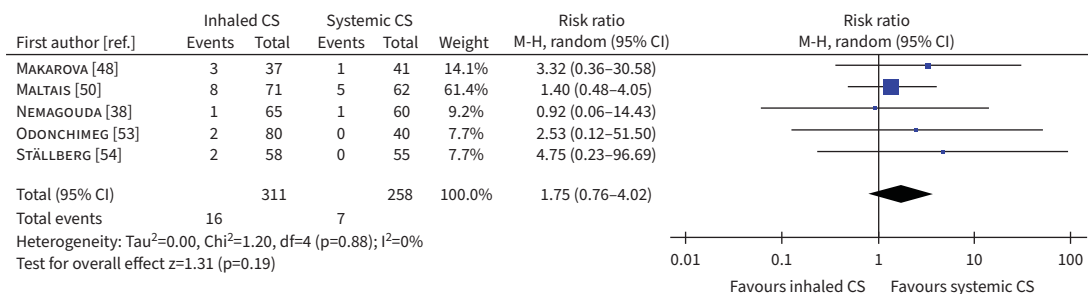 Inhaled CS Systemic CS Risk ratio Risk ratio
First author [ref.] Events Total Events Total Weight M-H, random (95% CI) M-H, random (95% CI)
Makarova [48] 3 37 1 41 14.1% 3.32 (0.36–30.58)
Maltais [50] 8 71 5 62 61.4% 1.40 (0.48–4.05)
Nemagouda [38] 1 65 1 60 9.2% 0.92 (0.06–14.43)
Odonchimeg [53] 2 80 0 40 7.7% 2.53 (0.12–51.50)
Ställberg [54] 2 58 0 55 7.7% 4.75 (0.23–96.69)
Total (95% CI) 311 258 100.0% 1.75 (0.76–4.02)
Total events 16 7
Heterogeneity: Tau²=0.00, Chi²=1.20, df=4 (p=0.88); I²=0%
Test for overall effect z=1.31 (p=0.19)
0.01 0.1 1 10 100
Favours inhaled CS Favours systemic CS